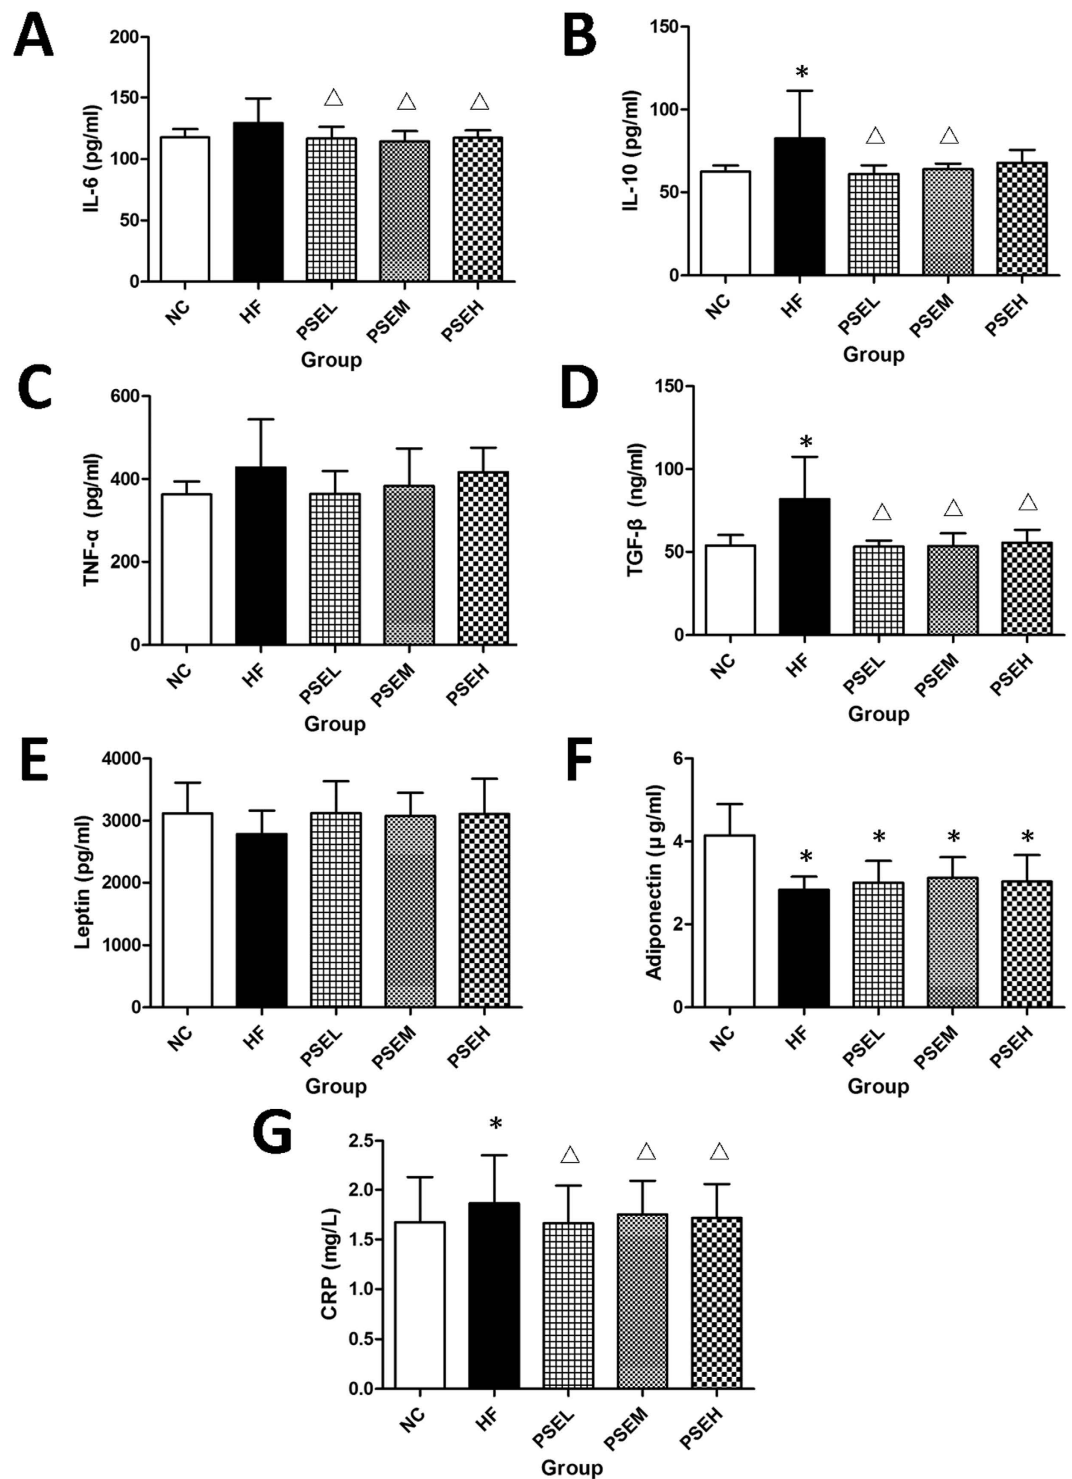 A
IL-6 (pg/ml)
200
150
100
50
0
△ △ △
NC HF PSEL PSEM PSEH
Group
B
IL-10 (pg/ml)
150
100
50
0
* △ △
NC HF PSEL PSEM PSEH
Group
C
TNF-α (pg/ml)
600
400
200
0
NC HF PSEL PSEM PSEH
Group
D
TGF-β (ng/ml)
150
100
50
0
* △ △ △
NC HF PSEL PSEM PSEH
Group
E
Leptin (pg/ml)
4000
3000
2000
1000
0
NC HF PSEL PSEM PSEH
Group
F
Adiponectin (μ g/ml)
6
4
2
0
* * * *
NC HF PSEL PSEM PSEH
Group
G
CRP (mg/L)
2.5
2.0
1.5
1.0
0.5
0.0
* △ △ △
NC HF PSEL PSEM PSEH
Group